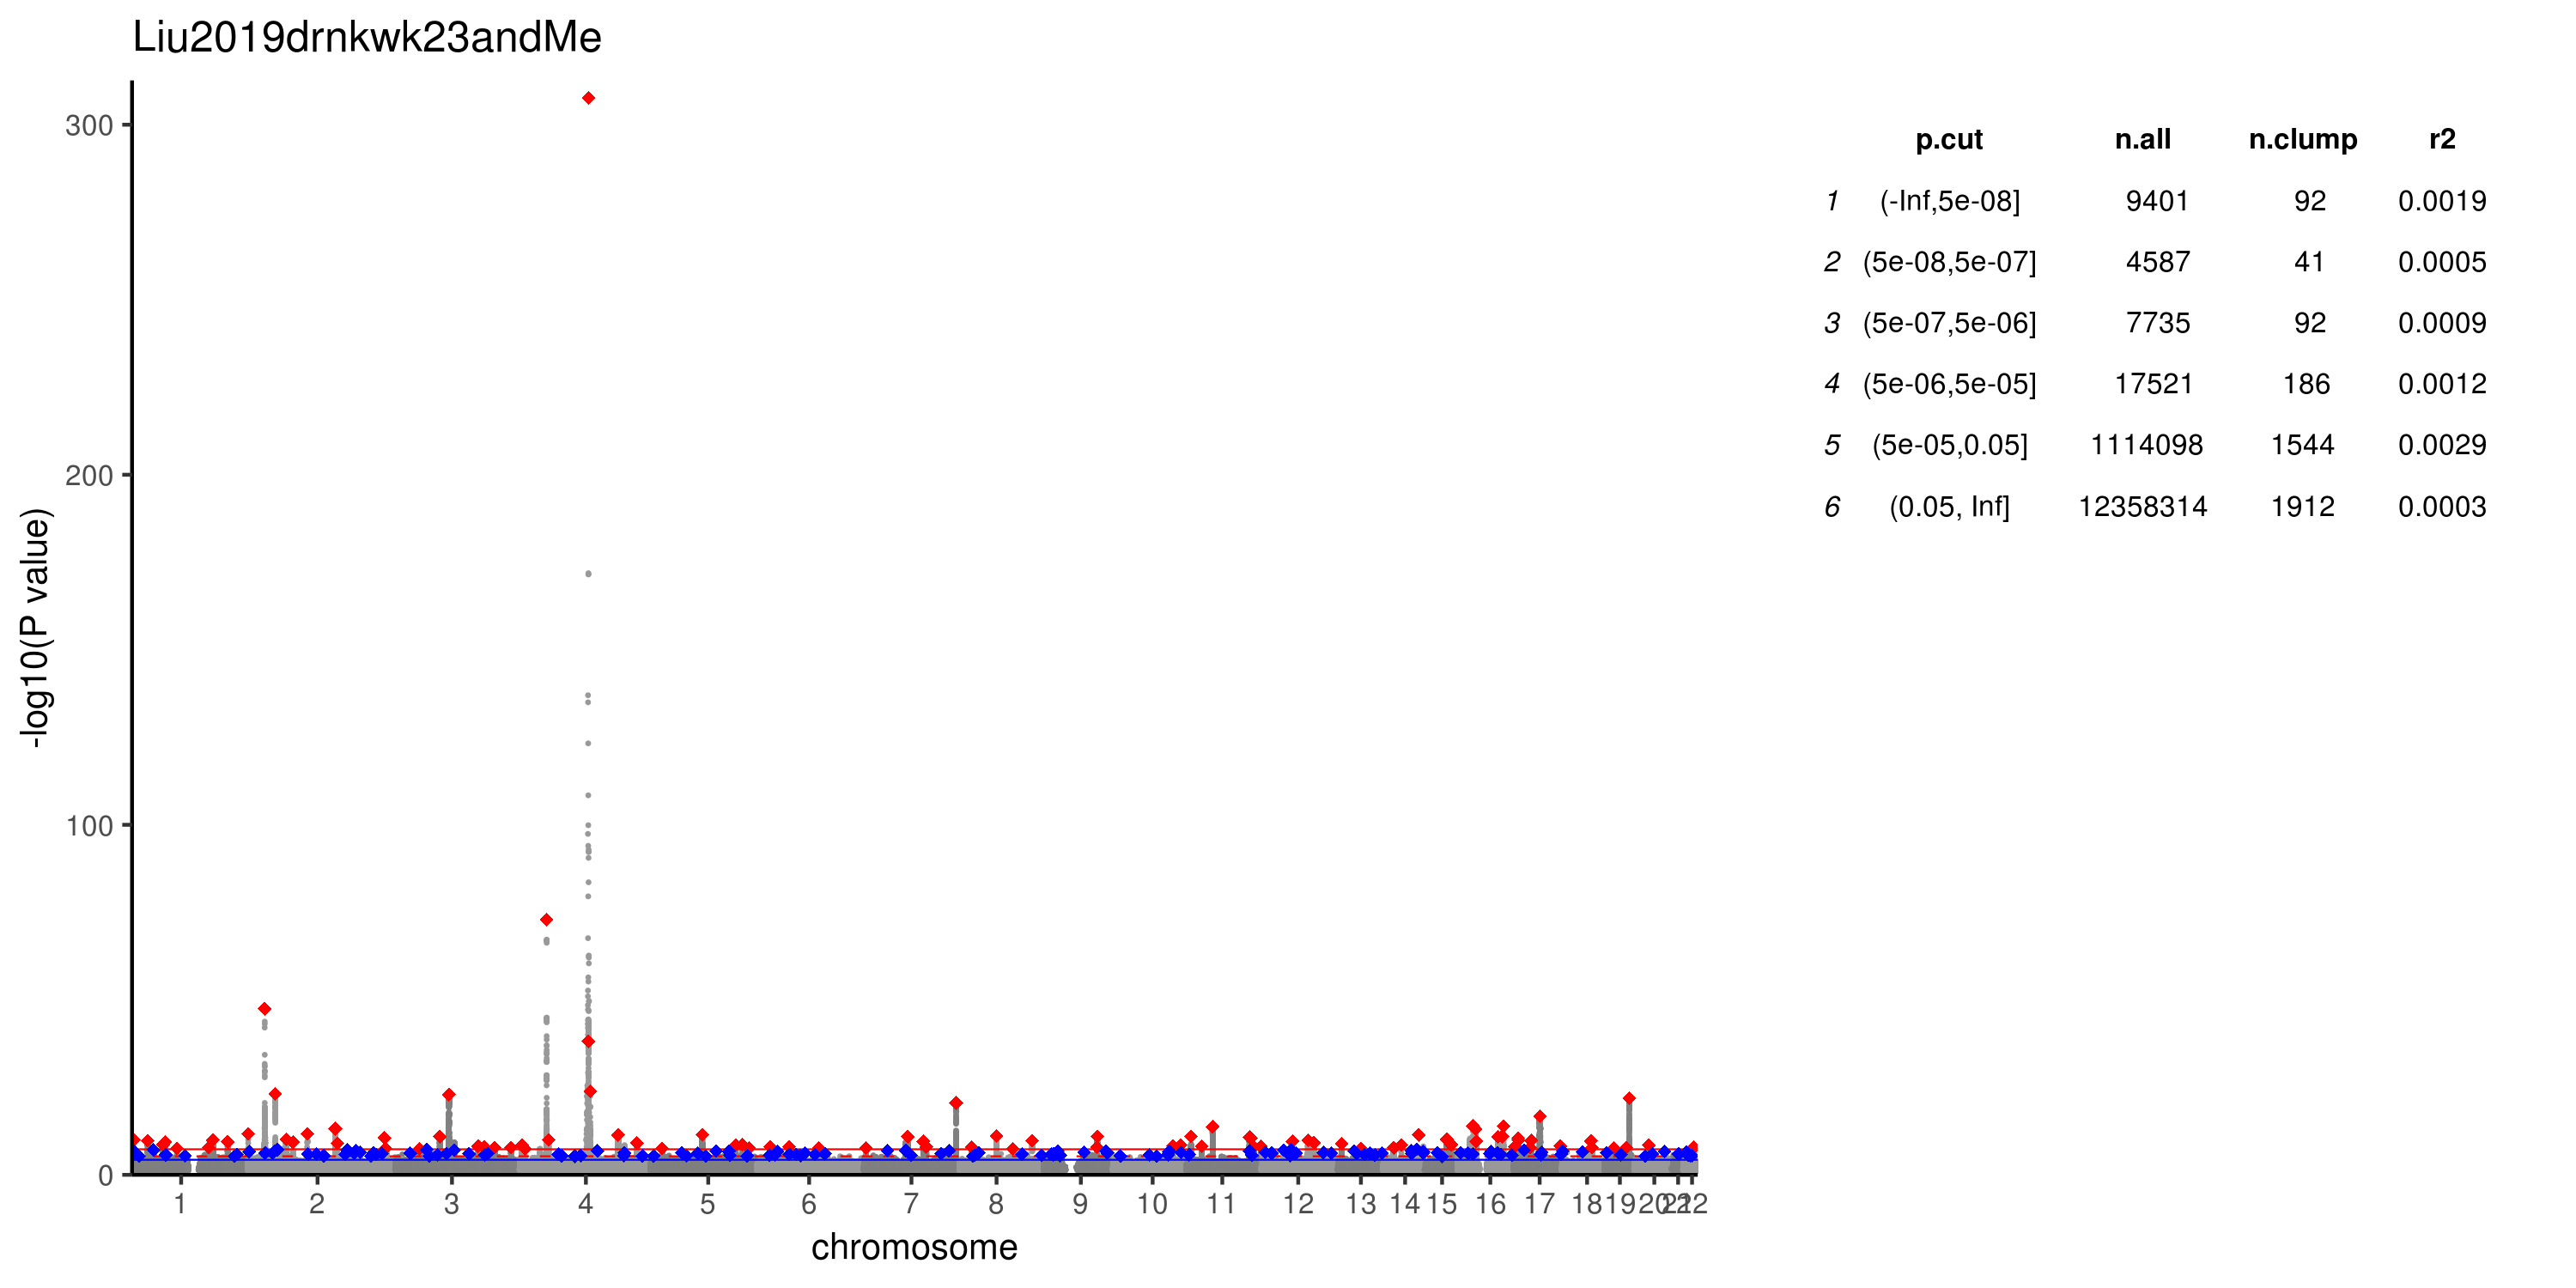 Liu2019drnkwk23andMe
-log10(P value)
300
200
100
0
1 2 3 4 5 6 7 8 9 10 11 12 13 14 15 16 17 18 19 20 21 22
chromosome
p.cut n.all n.clump r2
1 (-Inf,5e-08] 9401 92 0.0019
2 (5e-08,5e-07] 4587 41 0.0005
3 (5e-07,5e-06] 7735 92 0.0009
4 (5e-06,5e-05] 17521 186 0.0012
5 (5e-05,0.05] 1114098 1544 0.0029
6 (0.05, Inf] 12358314 1912 0.0003